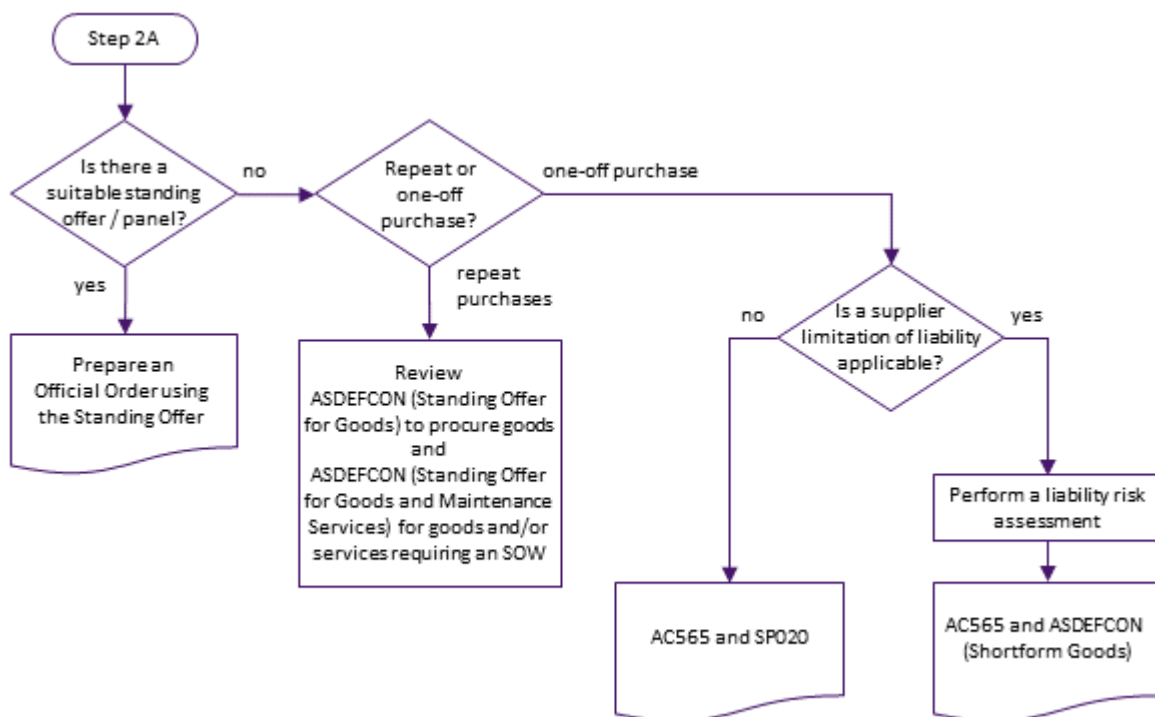 Step 2A
Is there a
suitable standing
offer / panel?
no
Repeat or
one-off
purchase?
one-off purchase
yes
repeat
purchases
Is a supplier
limitation of liability
applicable?
no
yes
Prepare an
Official Order using
the Standing Offer
Review
ASDEFCON (Standing Offer
for Goods) to procure goods
and
ASDEFCON (Standing Offer
for Goods and Maintenance
Services) for goods and/or
services requiring an SOW
Perform a liability risk
assessment
AC565 and SP020
AC565 and ASDEFCON
(Shortform Goods)